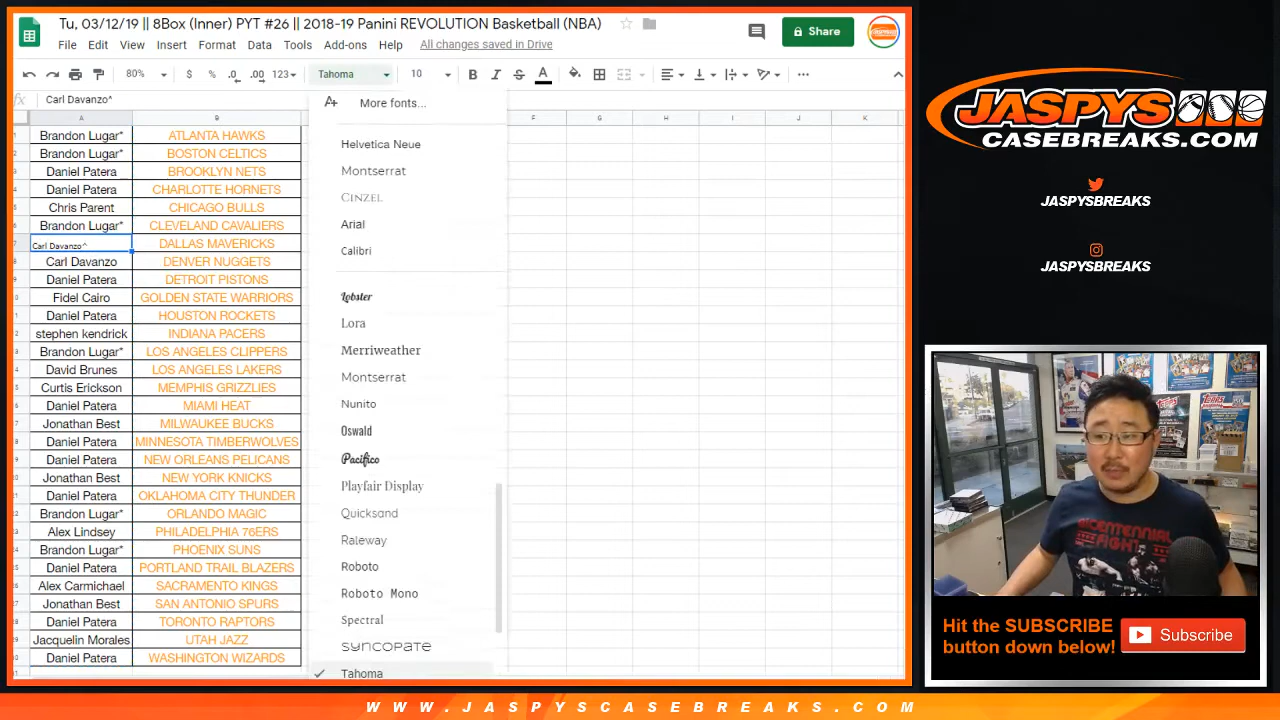 Tu, 03/12/19 || 8Box (Inner) PYT #26 || 2018-19 Panini REVOLUTION Basketball (NBA)
File Edit View Insert Format Data Tools Add-ons Help All changes saved in Drive
Share
80% $ % .0 .00 123 Tahoma 10 B I S A
fx Carl Davanzo^
More fonts...
A B F G H I J K
Brandon Lugar* ATLANTA HAWKS
Brandon Lugar* BOSTON CELTICS
Daniel Patera BROOKLYN NETS
Daniel Patera CHARLOTTE HORNETS
Chris Parent CHICAGO BULLS
Brandon Lugar* CLEVELAND CAVALIERS
Carl Davanzo^ DALLAS MAVERICKS
Carl Davanzo DENVER NUGGETS
Daniel Patera DETROIT PISTONS
Fidel Cairo GOLDEN STATE WARRIORS
Daniel Patera HOUSTON ROCKETS
stephen kendrick INDIANA PACERS
Brandon Lugar* LOS ANGELES CLIPPERS
David Brunes LOS ANGELES LAKERS
Curtis Erickson MEMPHIS GRIZZLIES
Daniel Patera MIAMI HEAT
Jonathan Best MILWAUKEE BUCKS
Daniel Patera MINNESOTA TIMBERWOLVES
Daniel Patera NEW ORLEANS PELICANS
Jonathan Best NEW YORK KNICKS
Daniel Patera OKLAHOMA CITY THUNDER
Brandon Lugar* ORLANDO MAGIC
Alex Lindsey PHILADELPHIA 76ERS
Brandon Lugar* PHOENIX SUNS
Daniel Patera PORTLAND TRAIL BLAZERS
Alex Carmichael SACRAMENTO KINGS
Jonathan Best SAN ANTONIO SPURS
Daniel Patera TORONTO RAPTORS
Jacquelin Morales UTAH JAZZ
Daniel Patera WASHINGTON WIZARDS
Helvetica Neue
Montserrat
Cinzel
Arial
Calibri
Lobster
Lora
Merriweather
Montserrat
Nunito
Oswald
Pacifico
Playfair Display
Quicksand
Raleway
Roboto
Roboto Mono
Spectral
Syncopate
Tahoma
JASPYS
CASEBREAKS.COM
JASPYSBREAKS
JASPYSBREAKS
BICENTENNIAL
FIGHT
Hit the SUBSCRIBE
button down below!
Subscribe
WWW.JASPYSCASEBREAKS.COM